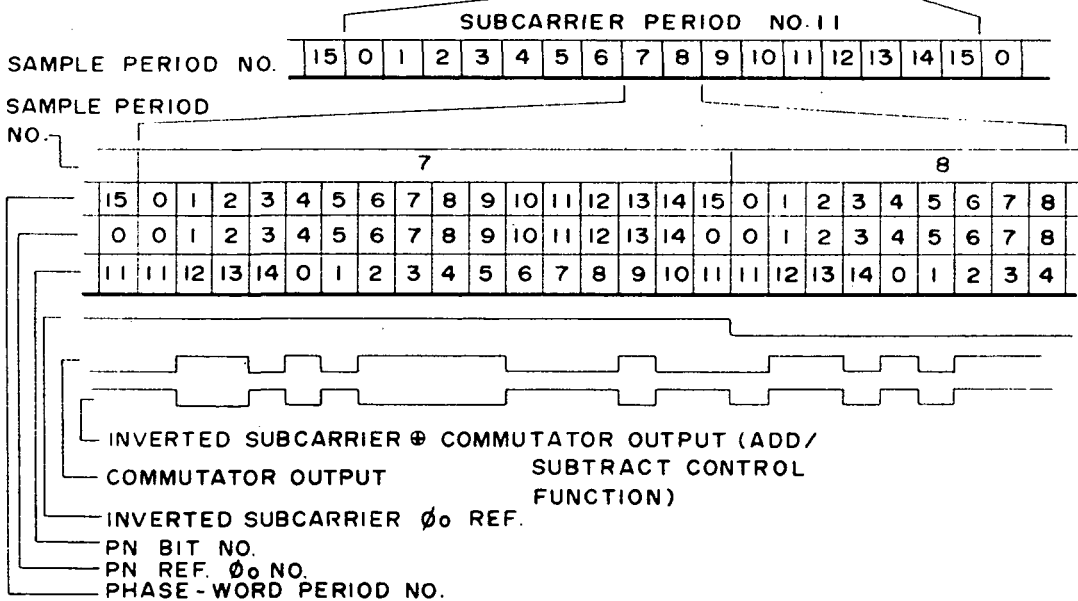 SUBCARRIER PERIOD NO.11
SAMPLE PERIOD NO. 15 0 1 2 3 4 5 6 7 8 9 10 11 12 13 14 15 0
SAMPLE PERIOD
NO.
7 8
15 0 1 2 3 4 5 6 7 8 9 10 11 12 13 14 15 0 1 2 3 4 5 6 7 8
0 0 1 2 3 4 5 6 7 8 9 10 11 12 13 14 0 0 1 2 3 4 5 6 7 8
11 11 12 13 14 0 1 2 3 4 5 6 7 8 9 10 11 11 12 13 14 0 1 2 3 4
INVERTED SUBCARRIER ⊕ COMMUTATOR OUTPUT (ADD/
SUBTRACT CONTROL
FUNCTION)
COMMUTATOR OUTPUT
INVERTED SUBCARRIER Øo REF.
PN BIT NO.
PN REF. Øo NO.
PHASE-WORD PERIOD NO.